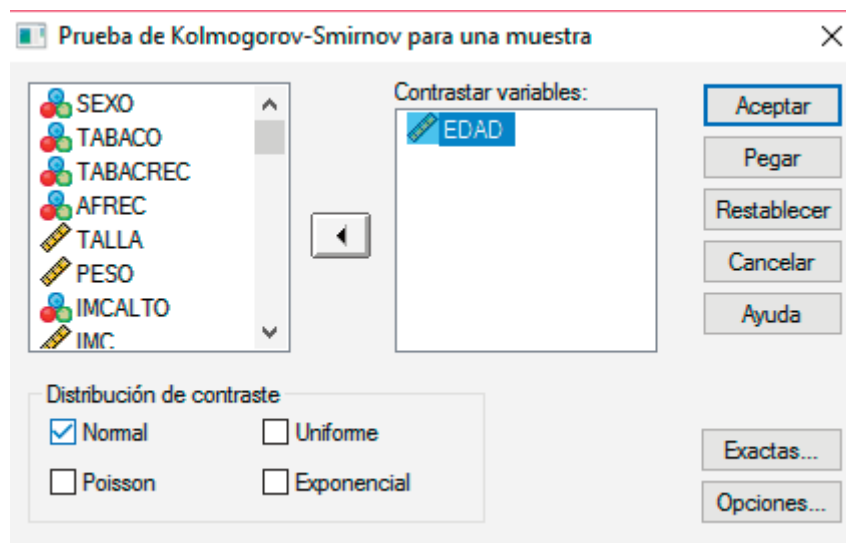 Prueba de Kolmogorov-Smirnov para una muestra
SEXO
TABACO
TABACREC
AFREC
TALLA
PESO
IMCALTO
IMC
Contrastar variables:
EDAD
Aceptar
Pegar
Restablecer
Cancelar
Ayuda
Distribución de contraste
Normal
Uniforme
Poisson
Exponencial
Exactas...
Opciones...